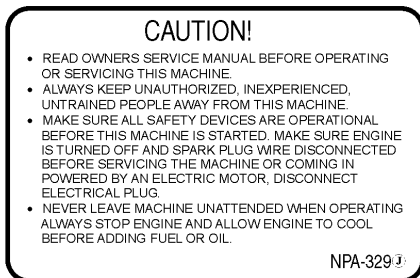 CAUTION!
• READ OWNERS SERVICE MANUAL BEFORE OPERATING
OR SERVICING THIS MACHINE.
• ALWAYS KEEP UNAUTHORIZED, INEXPERIENCED,
UNTRAINED PEOPLE AWAY FROM THIS MACHINE.
• MAKE SURE ALL SAFETY DEVICES ARE OPERATIONAL
BEFORE THIS MACHINE IS STARTED. MAKE SURE ENGINE
IS TURNED OFF AND SPARK PLUG WIRE DISCONNECTED
BEFORE SERVICING THE MACHINE OR COMING IN
POWERED BY AN ELECTRIC MOTOR, DISCONNECT
ELECTRICAL PLUG.
• NEVER LEAVE MACHINE UNATTENDED WHEN OPERATING
ALWAYS STOP ENGINE AND ALLOW ENGINE TO COOL
BEFORE ADDING FUEL OR OIL.
NPA-329 J